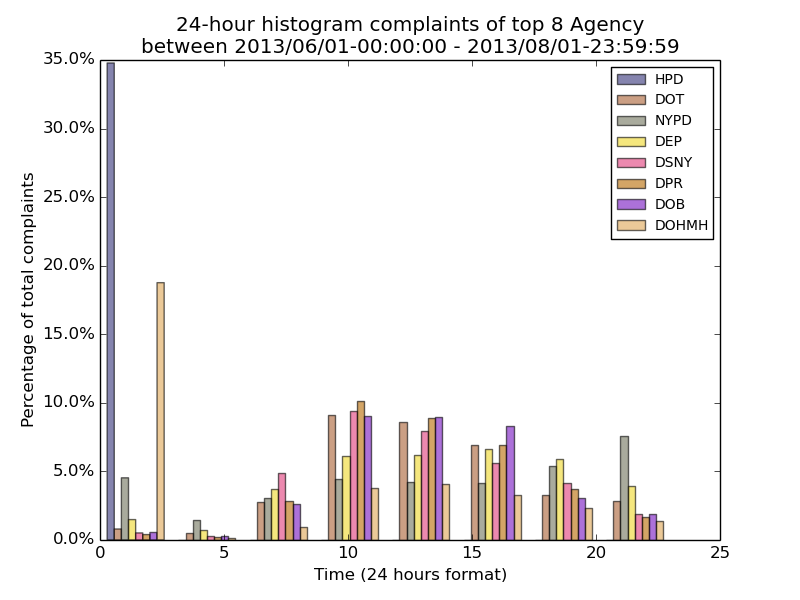 24-hour histogram complaints of top 8 Agency
between 2013/06/01-00:00:00 - 2013/08/01-23:59:59
35.0%
30.0%
25.0%
20.0%
15.0%
10.0%
5.0%
0.0%
Percentage of total complaints
HPD
DOT
NYPD
DEP
DSNY
DPR
DOB
DOHMH
0 5 10 15 20 25
Time (24 hours format)